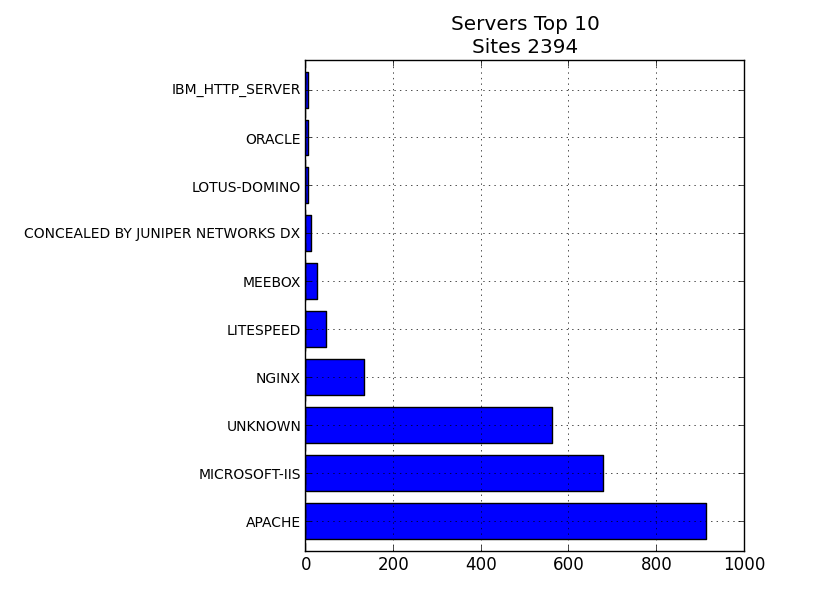 Servers Top 10
Sites 2394
IBM_HTTP_SERVER
ORACLE
LOTUS-DOMINO
CONCEALED BY JUNIPER NETWORKS DX
MEEBOX
LITESPEED
NGINX
UNKNOWN
MICROSOFT-IIS
APACHE
0 200 400 600 800 1000